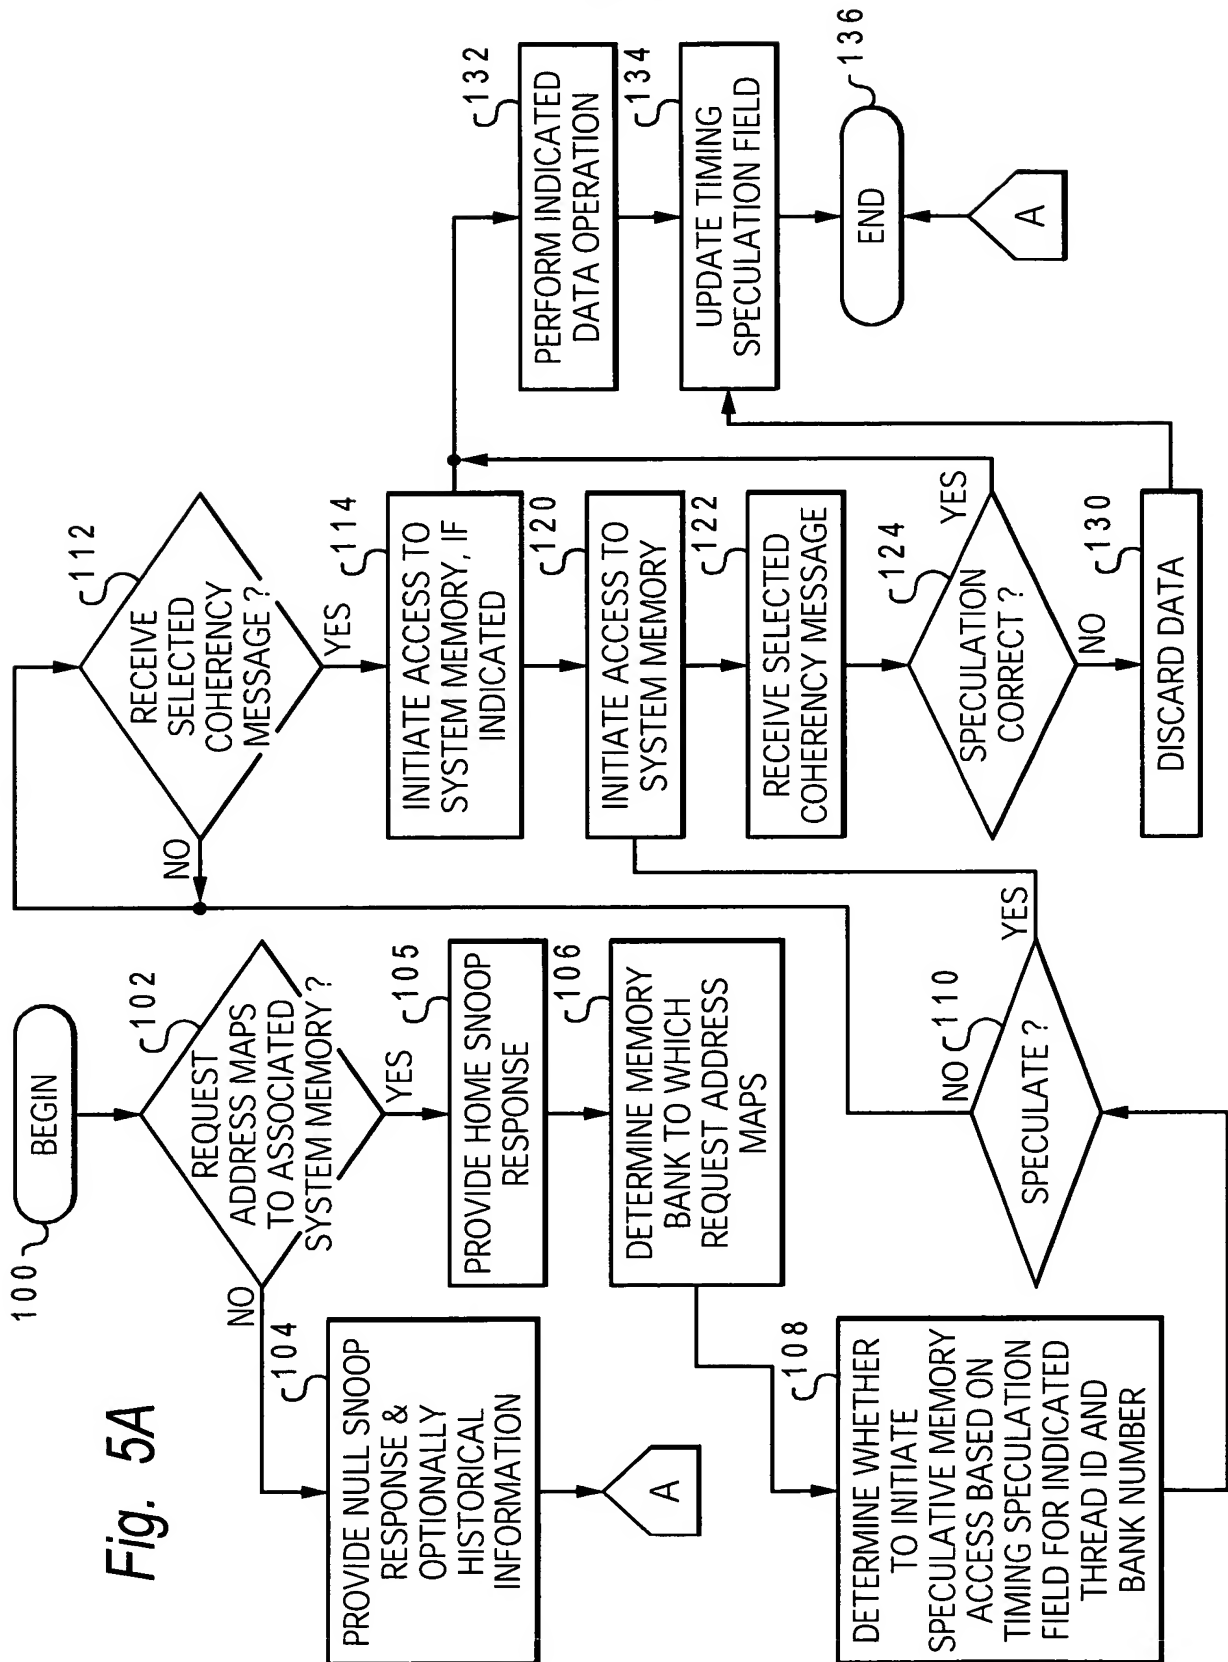 Fig. 5A
100
BEGIN
102
REQUEST
ADDRESS MAPS
TO ASSOCIATED
SYSTEM MEMORY?
NO
YES
104
PROVIDE NULL SNOOP
RESPONSE &
OPTIONALLY
HISTORICAL
INFORMATION
A
105
PROVIDE HOME SNOOP
RESPONSE
106
DETERMINE MEMORY
BANK TO WHICH
REQUEST ADDRESS
MAPS
108
DETERMINE WHETHER
TO INITIATE
SPECULATIVE MEMORY
ACCESS BASED ON
TIMING SPECULATION
FIELD FOR INDICATED
THREAD ID AND
BANK NUMBER
110
SPECULATE?
NO
YES
112
RECEIVE
SELECTED
COHERENCY
MESSAGE?
NO
YES
114
INITIATE ACCESS TO
SYSTEM MEMORY, IF
INDICATED
120
INITIATE ACCESS TO
SYSTEM MEMORY
122
RECEIVE SELECTED
COHERENCY MESSAGE
124
SPECULATION
CORRECT?
YES
NO
130
DISCARD DATA
132
PERFORM INDICATED
DATA OPERATION
134
UPDATE TIMING
SPECULATION FIELD
136
END
A